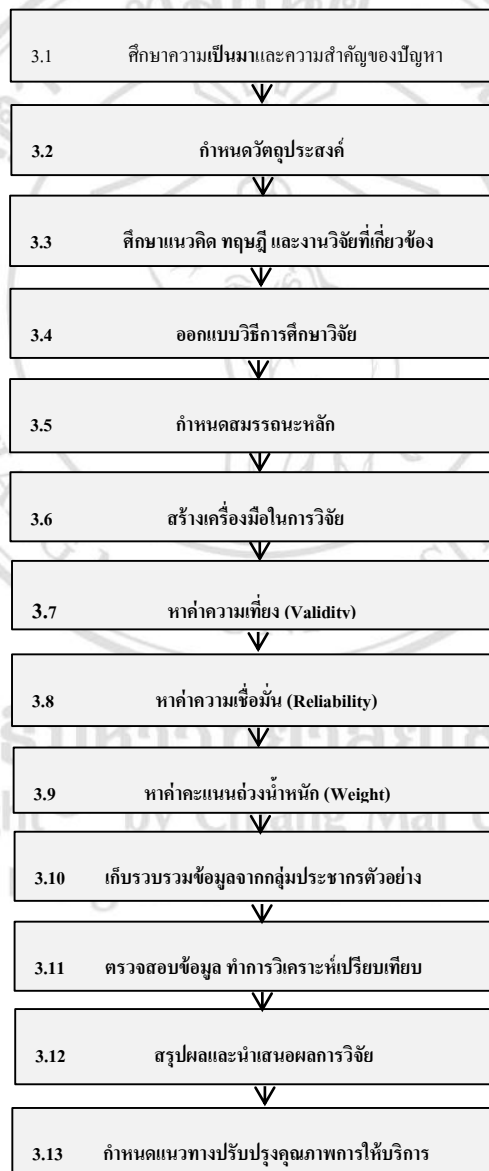 3.1 ศึกษาความเป็นมาและความสำคัญของปัญหา
3.2 กำหนดวัตถุประสงค์
3.3 ศึกษาแนวคิด ทฤษฎี และงานวิจัยที่เกี่ยวข้อง
3.4 ออกแบบวิธีการศึกษาวิจัย
3.5 กำหนดสมรรถนะหลัก
3.6 สร้างเครื่องมือในการวิจัย
3.7 หาค่าความเที่ยง (Validity)
3.8 หาค่าความเชื่อมั่น (Reliability)
3.9 หาค่าคะแนนถ่วงน้ำหนัก (Weight)
by Chiang Mai
3.10 เก็บรวบรวมข้อมูลจากกลุ่มประชากรตัวอย่าง
3.11 ตรวจสอบข้อมูล ทำการวิเคราะห์เปรียบเทียบ
3.12 สรุปผลและนำเสนอผลการวิจัย
3.13 กำหนดแนวทางปรับปรุงคุณภาพการให้บริการ